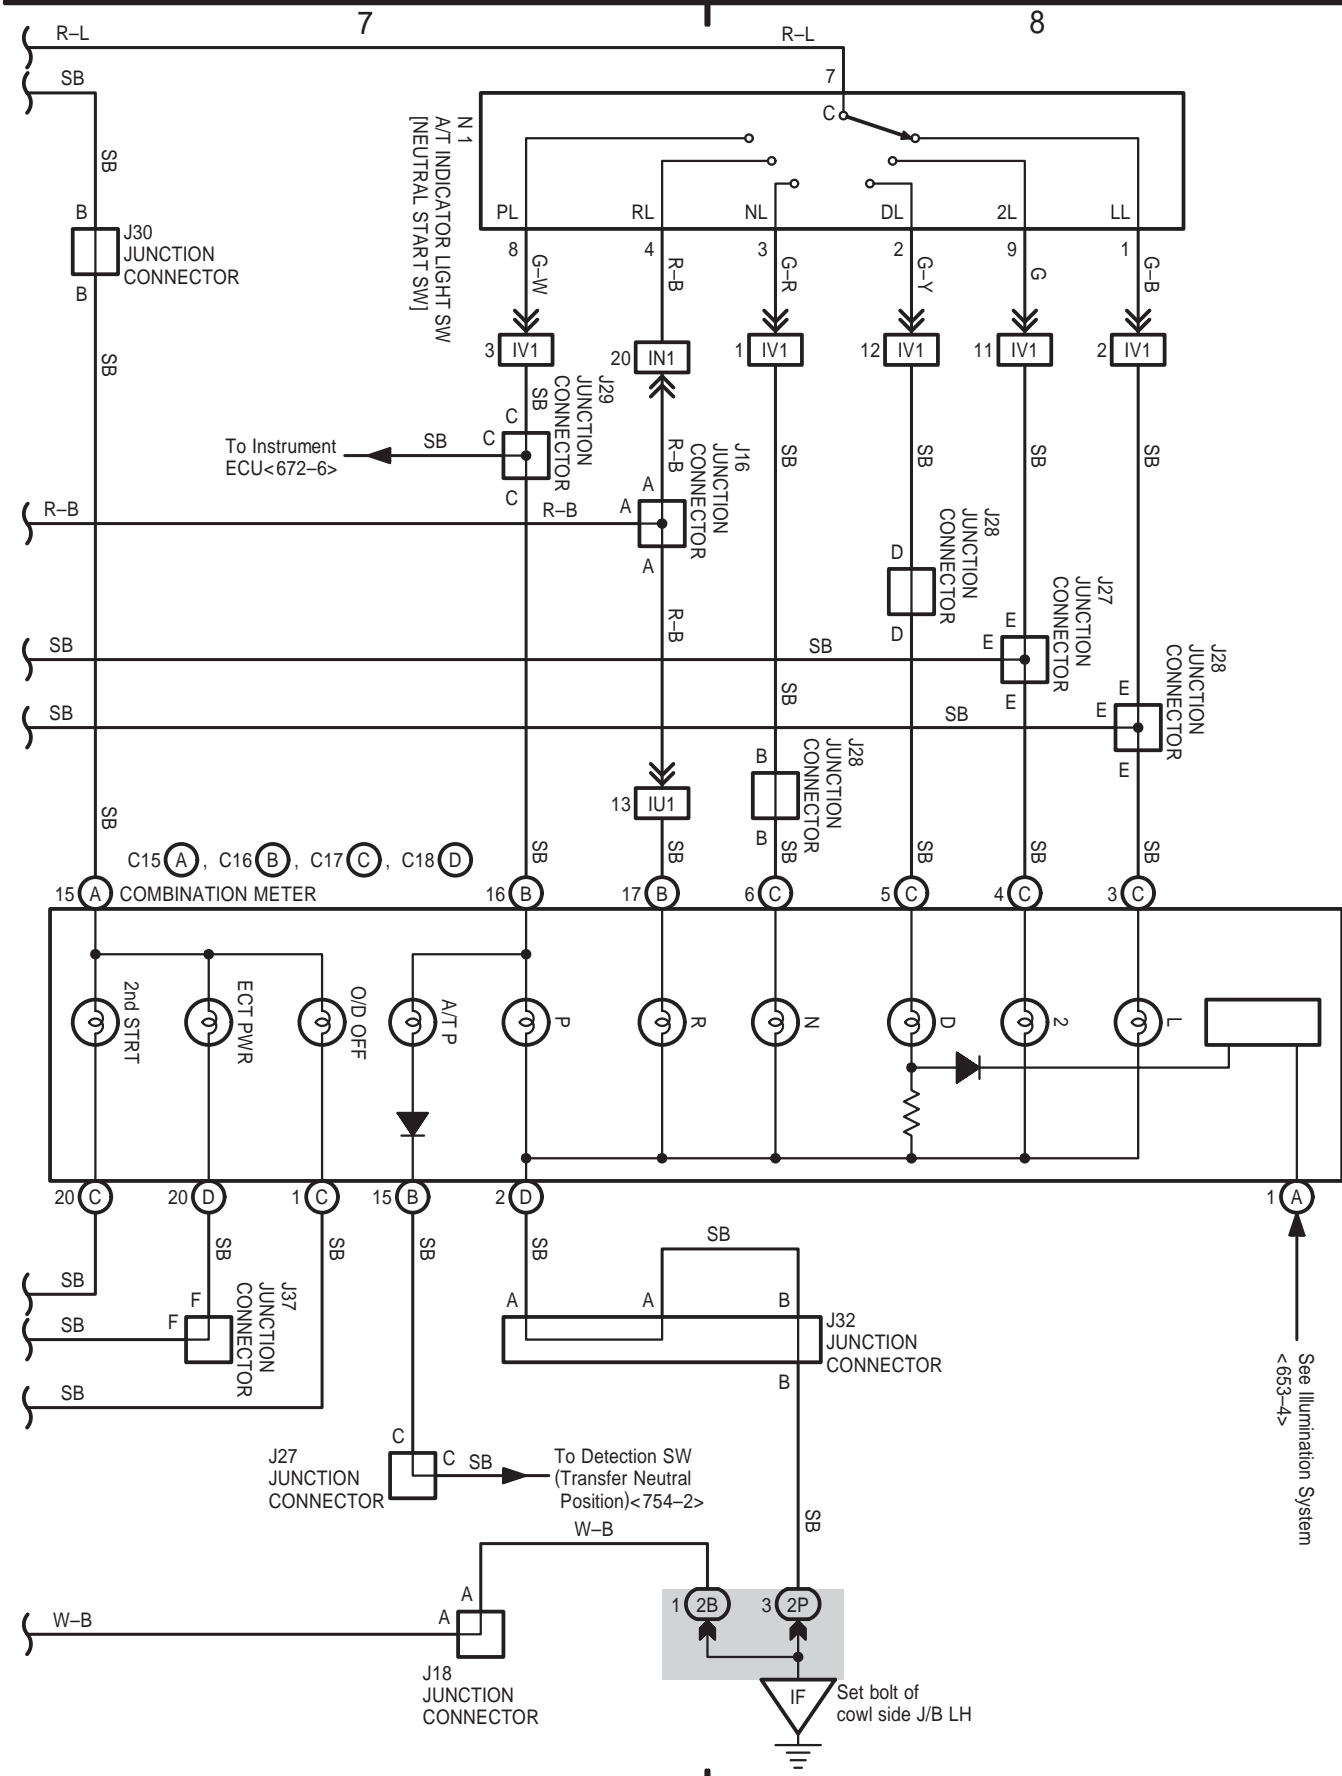 7
8
R–L
R–L
SB
7
C
N 1
A/T INDICATOR LIGHT SW
[NEUTRAL START SW]
SB
B
J30
JUNCTION
CONNECTOR
B
SB
PL
RL
NL
DL
2L
LL
8
4
3
2
9
1
G–W
R–B
G–R
G–Y
G
G–B
3
IV1
20
IN1
1
IV1
12
IV1
11
IV1
2
IV1
SB
J29
JUNCTION
CONNECTOR
C
C
C
To Instrument
ECU<672–6>
SB
R–B
J16
JUNCTION
CONNECTOR
A
A
A
SB
SB
SB
SB
R–B
R–B
R–B
D
J28
JUNCTION
CONNECTOR
D
E
E
J27
JUNCTION
CONNECTOR
E
SB
SB
SB
E
E
J28
JUNCTION
CONNECTOR
E
SB
SB
B
J28
JUNCTION
CONNECTOR
B
13
IU1
SB
SB
SB
SB
SB
SB
SB
C15 A , C16 B , C17 C , C18 D
15 A
COMBINATION METER
16 B
17 B
6 C
5 C
4 C
3 C
2nd STRT
ECT PWR
O/D OFF
A/T P
P
R
N
D
2
L
20 C
20 D
1 C
15 B
2 D
1 A
SB
SB
SB
SB
SB
SB
F
F
J37
JUNCTION
CONNECTOR
SB
SB
A
A
B
J32
JUNCTION
CONNECTOR
B
See Illumination System
<653–4>
J27
JUNCTION
CONNECTOR
C
C
SB
To Detection SW
(Transfer Neutral
Position)<754–2>
SB
W–B
W–B
A
A
J18
JUNCTION
CONNECTOR
1
2B
3
2P
IF
Set bolt of
cowl side J/B LH